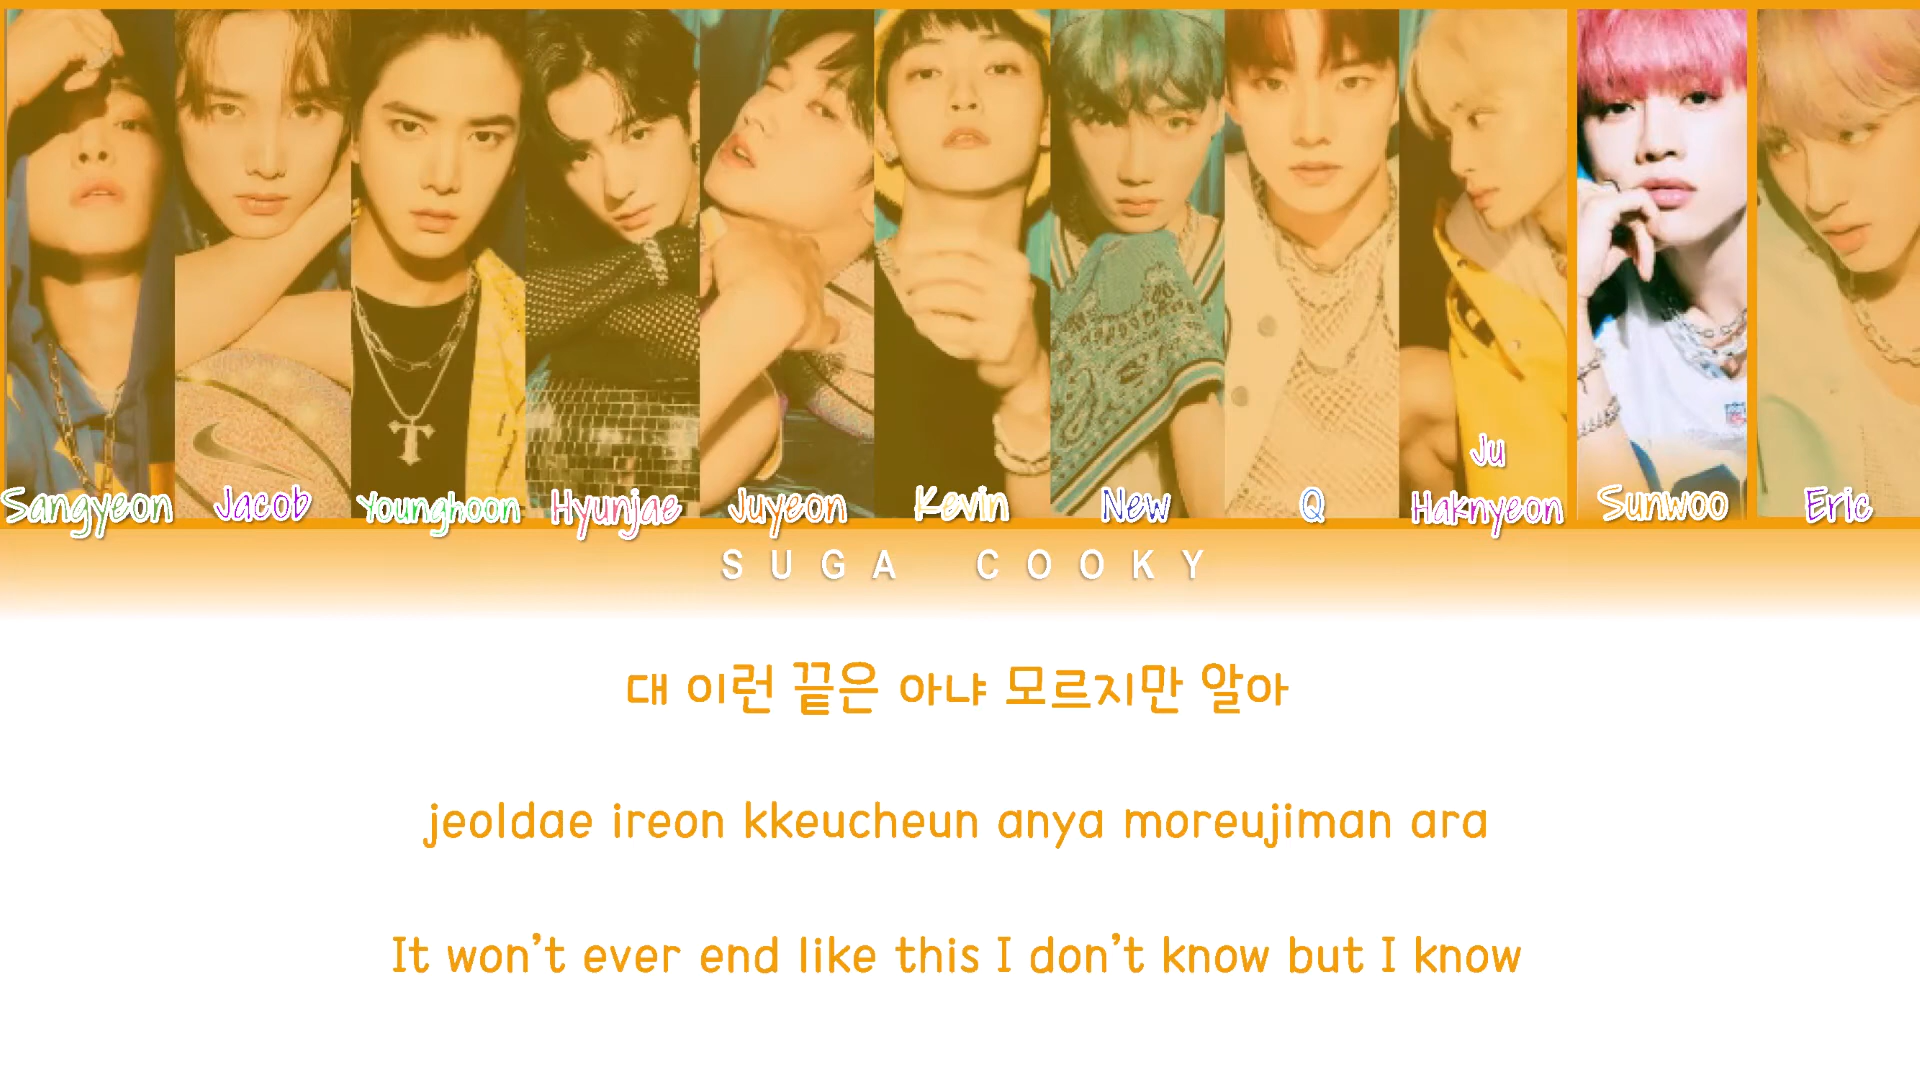 Sangyeon Jacob Younghoon Hyunjae Juyeon Kevin New Q Ju Haknyeon Sunwoo Eric
SUGA COOKY
대 이런 끝은 아냐 모르지만 알아
jeoldae ireon kkeucheun anya moreujiman ara
It won't ever end like this I don't know but I know